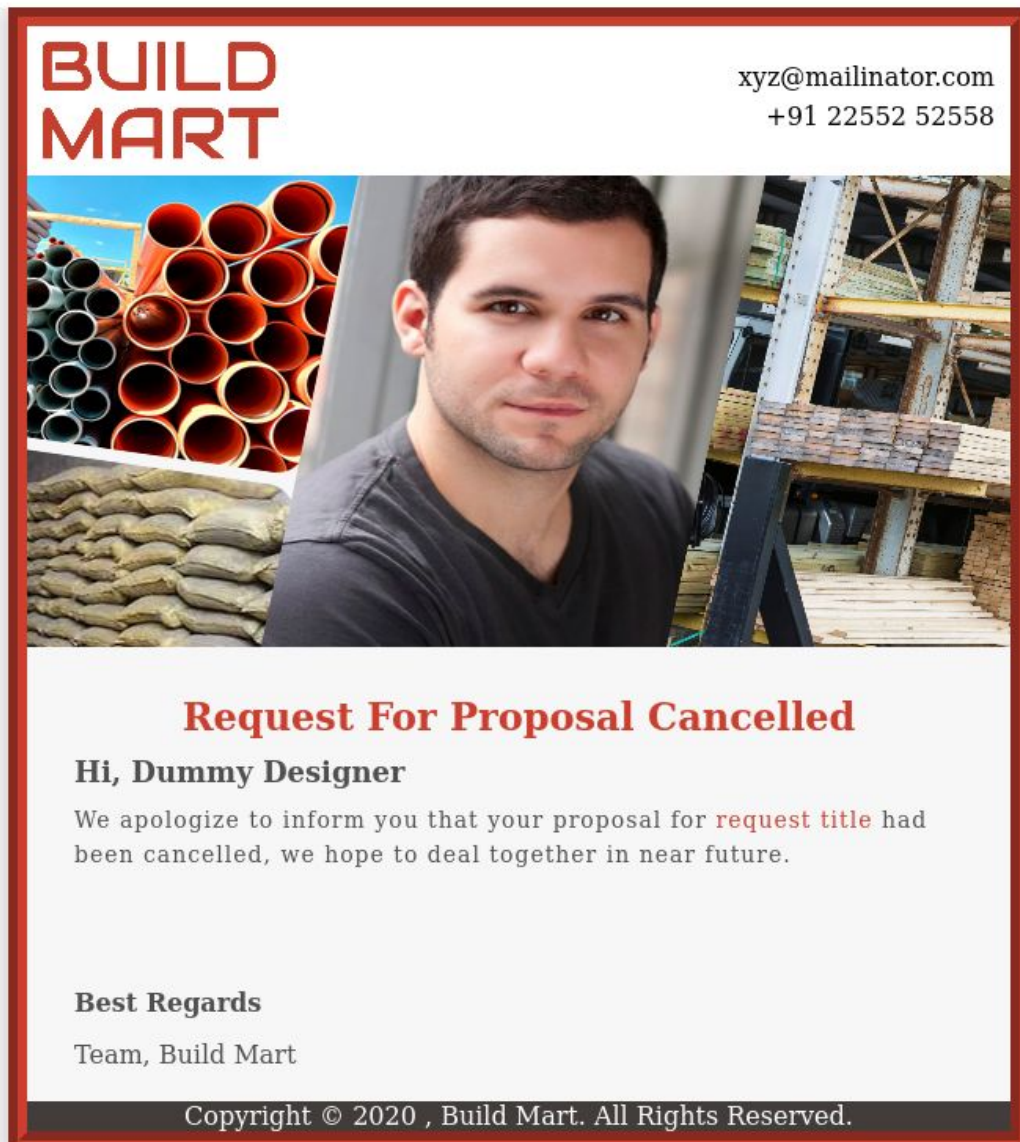 BUILD
MART
xyz@mailinator.com
+91 22552 52558
Request For Proposal Cancelled
Hi, Dummy Designer
We apologize to inform you that your proposal for request title had
been cancelled, we hope to deal together in near future.
Best Regards
Team, Build Mart
Copyright © 2020 , Build Mart. All Rights Reserved.